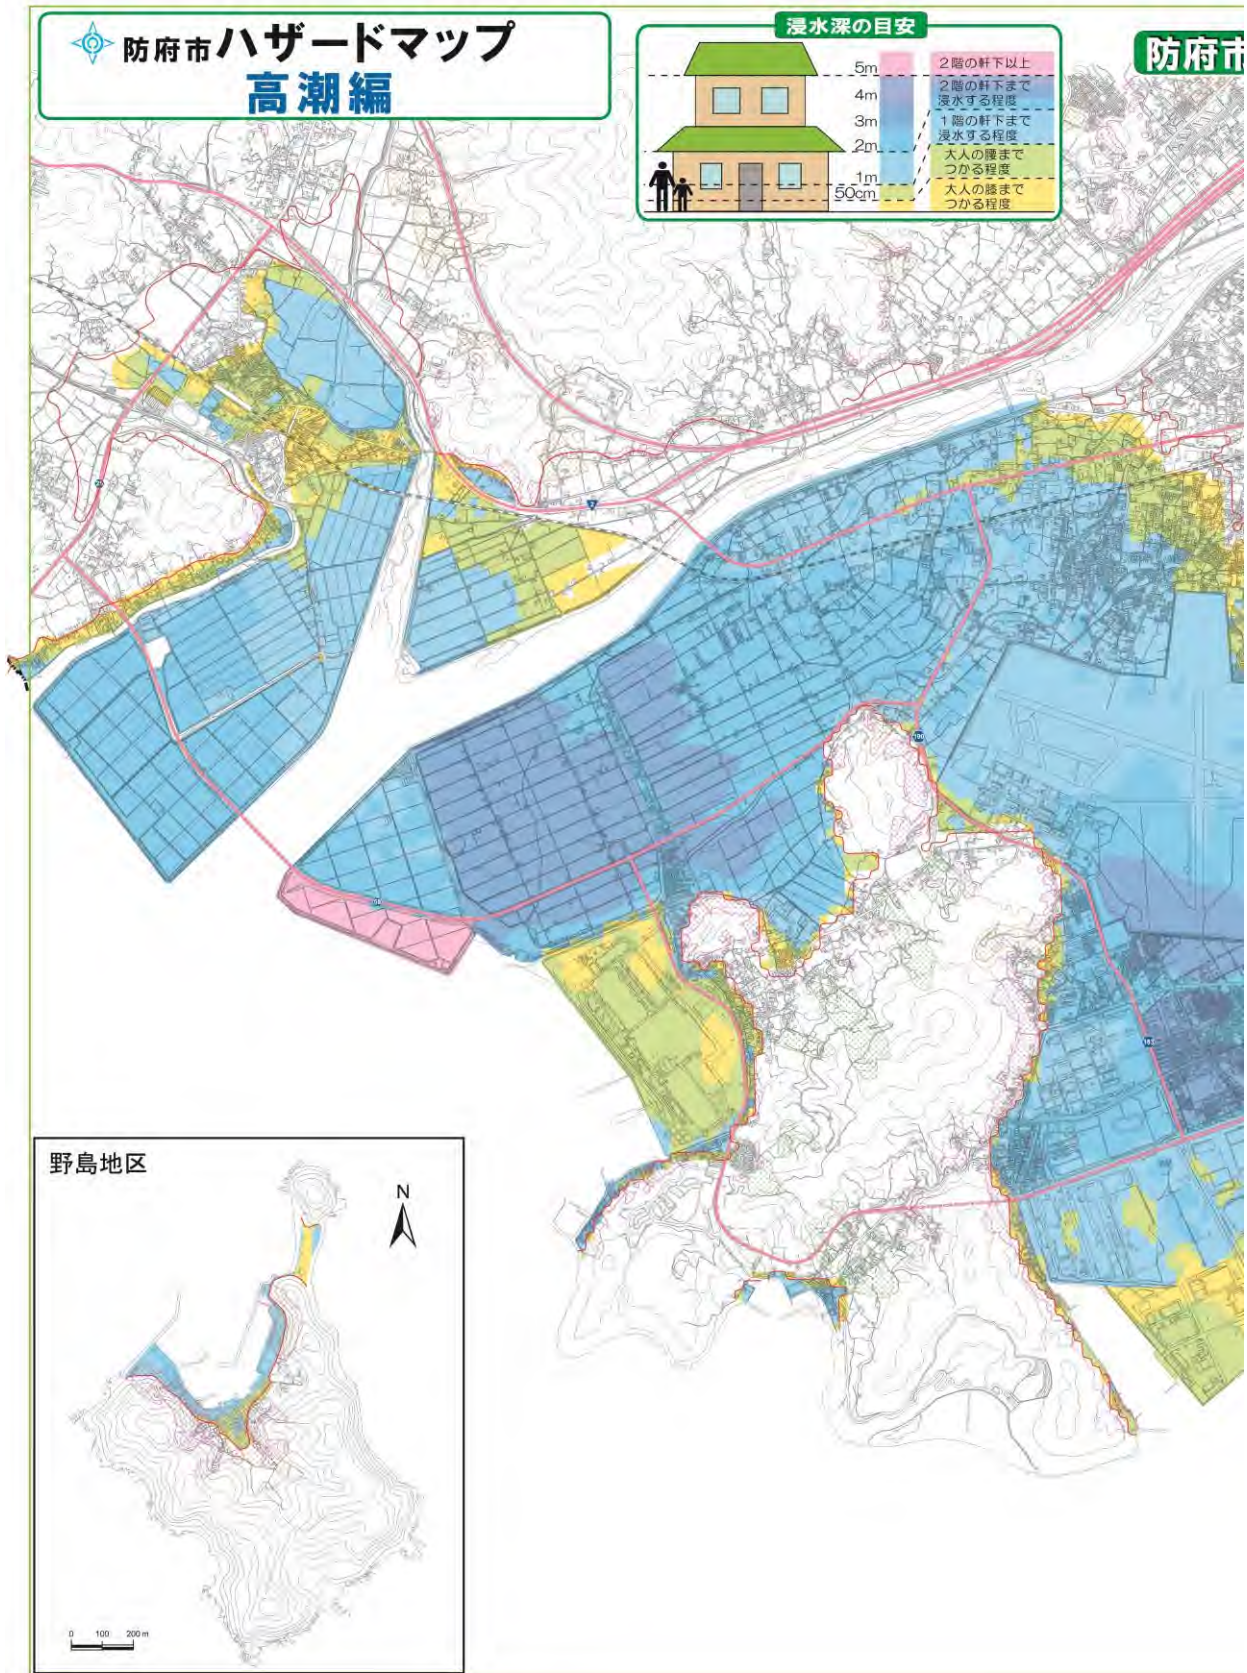 防府市ハザードマップ
高潮編
浸水深の目安
5m
4m
3m
2m
1m
50cm
2階の軒下以上
2階の軒下まで
浸水する程度
1階の軒下まで
浸水する程度
大人の腰まで
つかる程度
大人の膝まで
つかる程度
防府市
2
190
58
野島地区
N
0 100 200m